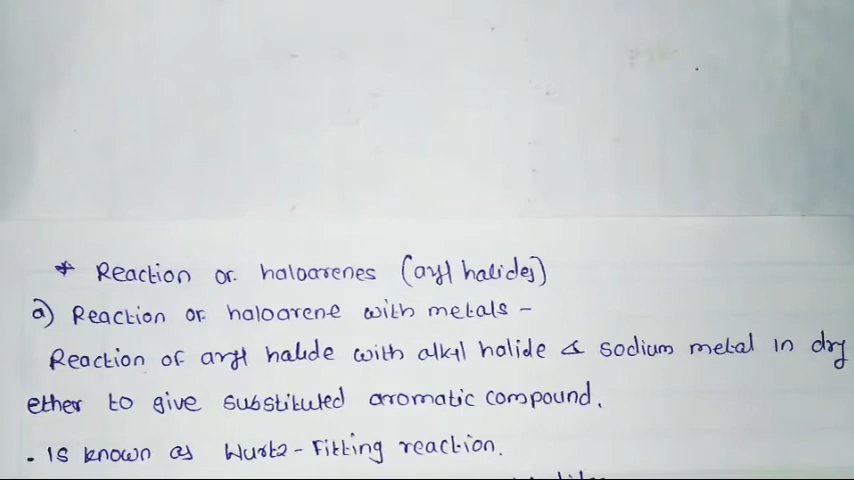 * Reaction of haloarenes (aryl halides)
a) Reaction of haloarene with metals -
Reaction of aryl halide with alkyl halide & sodium metal in dry
ether to give substituted aromatic compound.
. Is known as Wurtz-Fitting reaction.